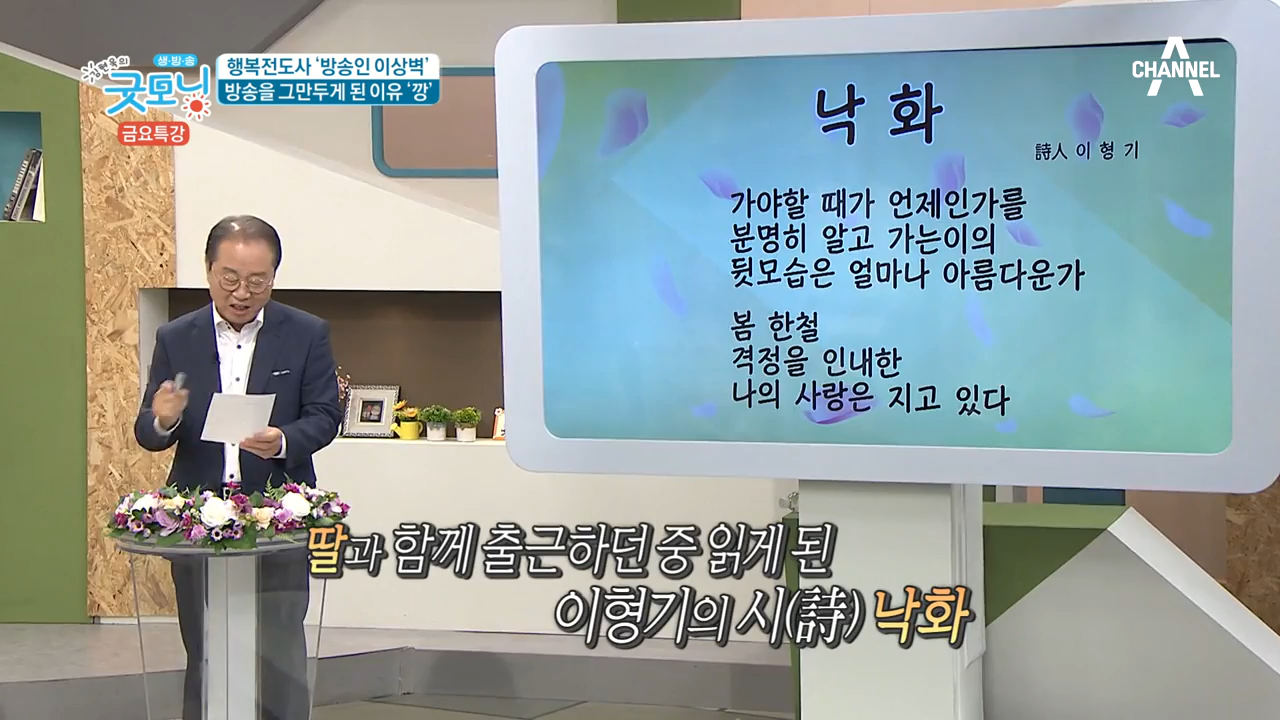 생·방·송
굿모닝
금요특강
행복전도사 '방송인 이상벽'
방송을 그만두게 된 이유 '깡'
CHANNEL A
낙 화
詩人 이 형 기
가야할 때가 언제인가를
분명히 알고 가는이의
뒷모습은 얼마나 아름다운가
봄 한철
격정을 인내한
나의 사랑은 지고 있다
딸과 함께 출근하던 중 읽게 된
이형기의 시(詩) 낙화